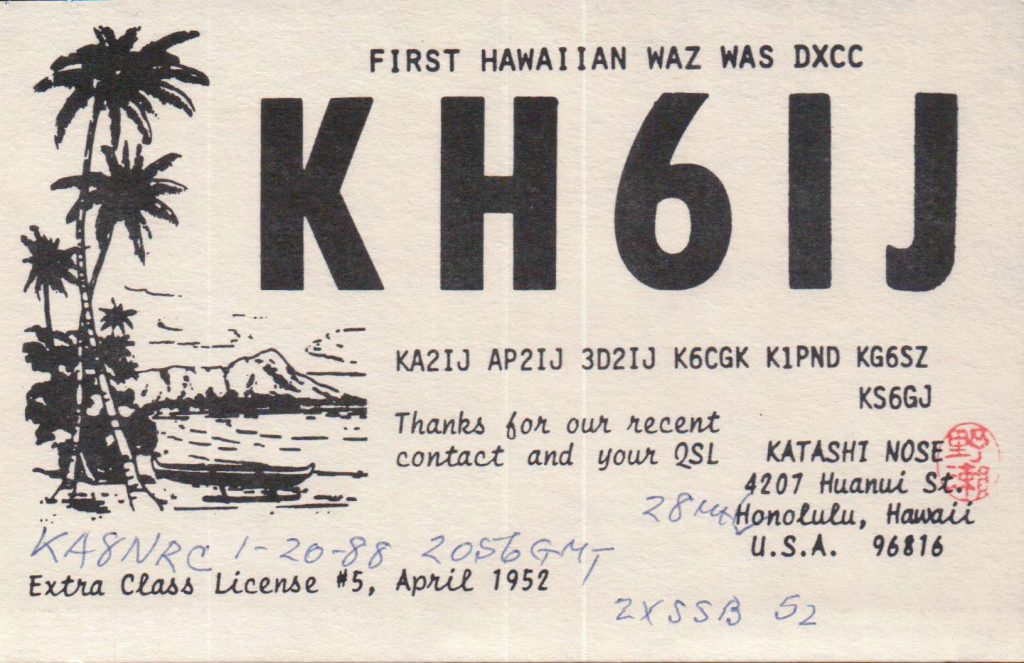 FIRST HAWAIIAN WAZ WAS DXCC
KH6IJ
KA2IJ AP2IJ 3D2IJ K6CGK K1PND KG6SZ
KS6GJ
Thanks for our recent
contact and your QSL
KATASHI NOSE
4207 Huanui St.
Honolulu, Hawaii
U.S.A. 96816
28MHz
KA8NRC 1-20-88 2056GMT
Extra Class License #5, April 1952
2XSSB 52